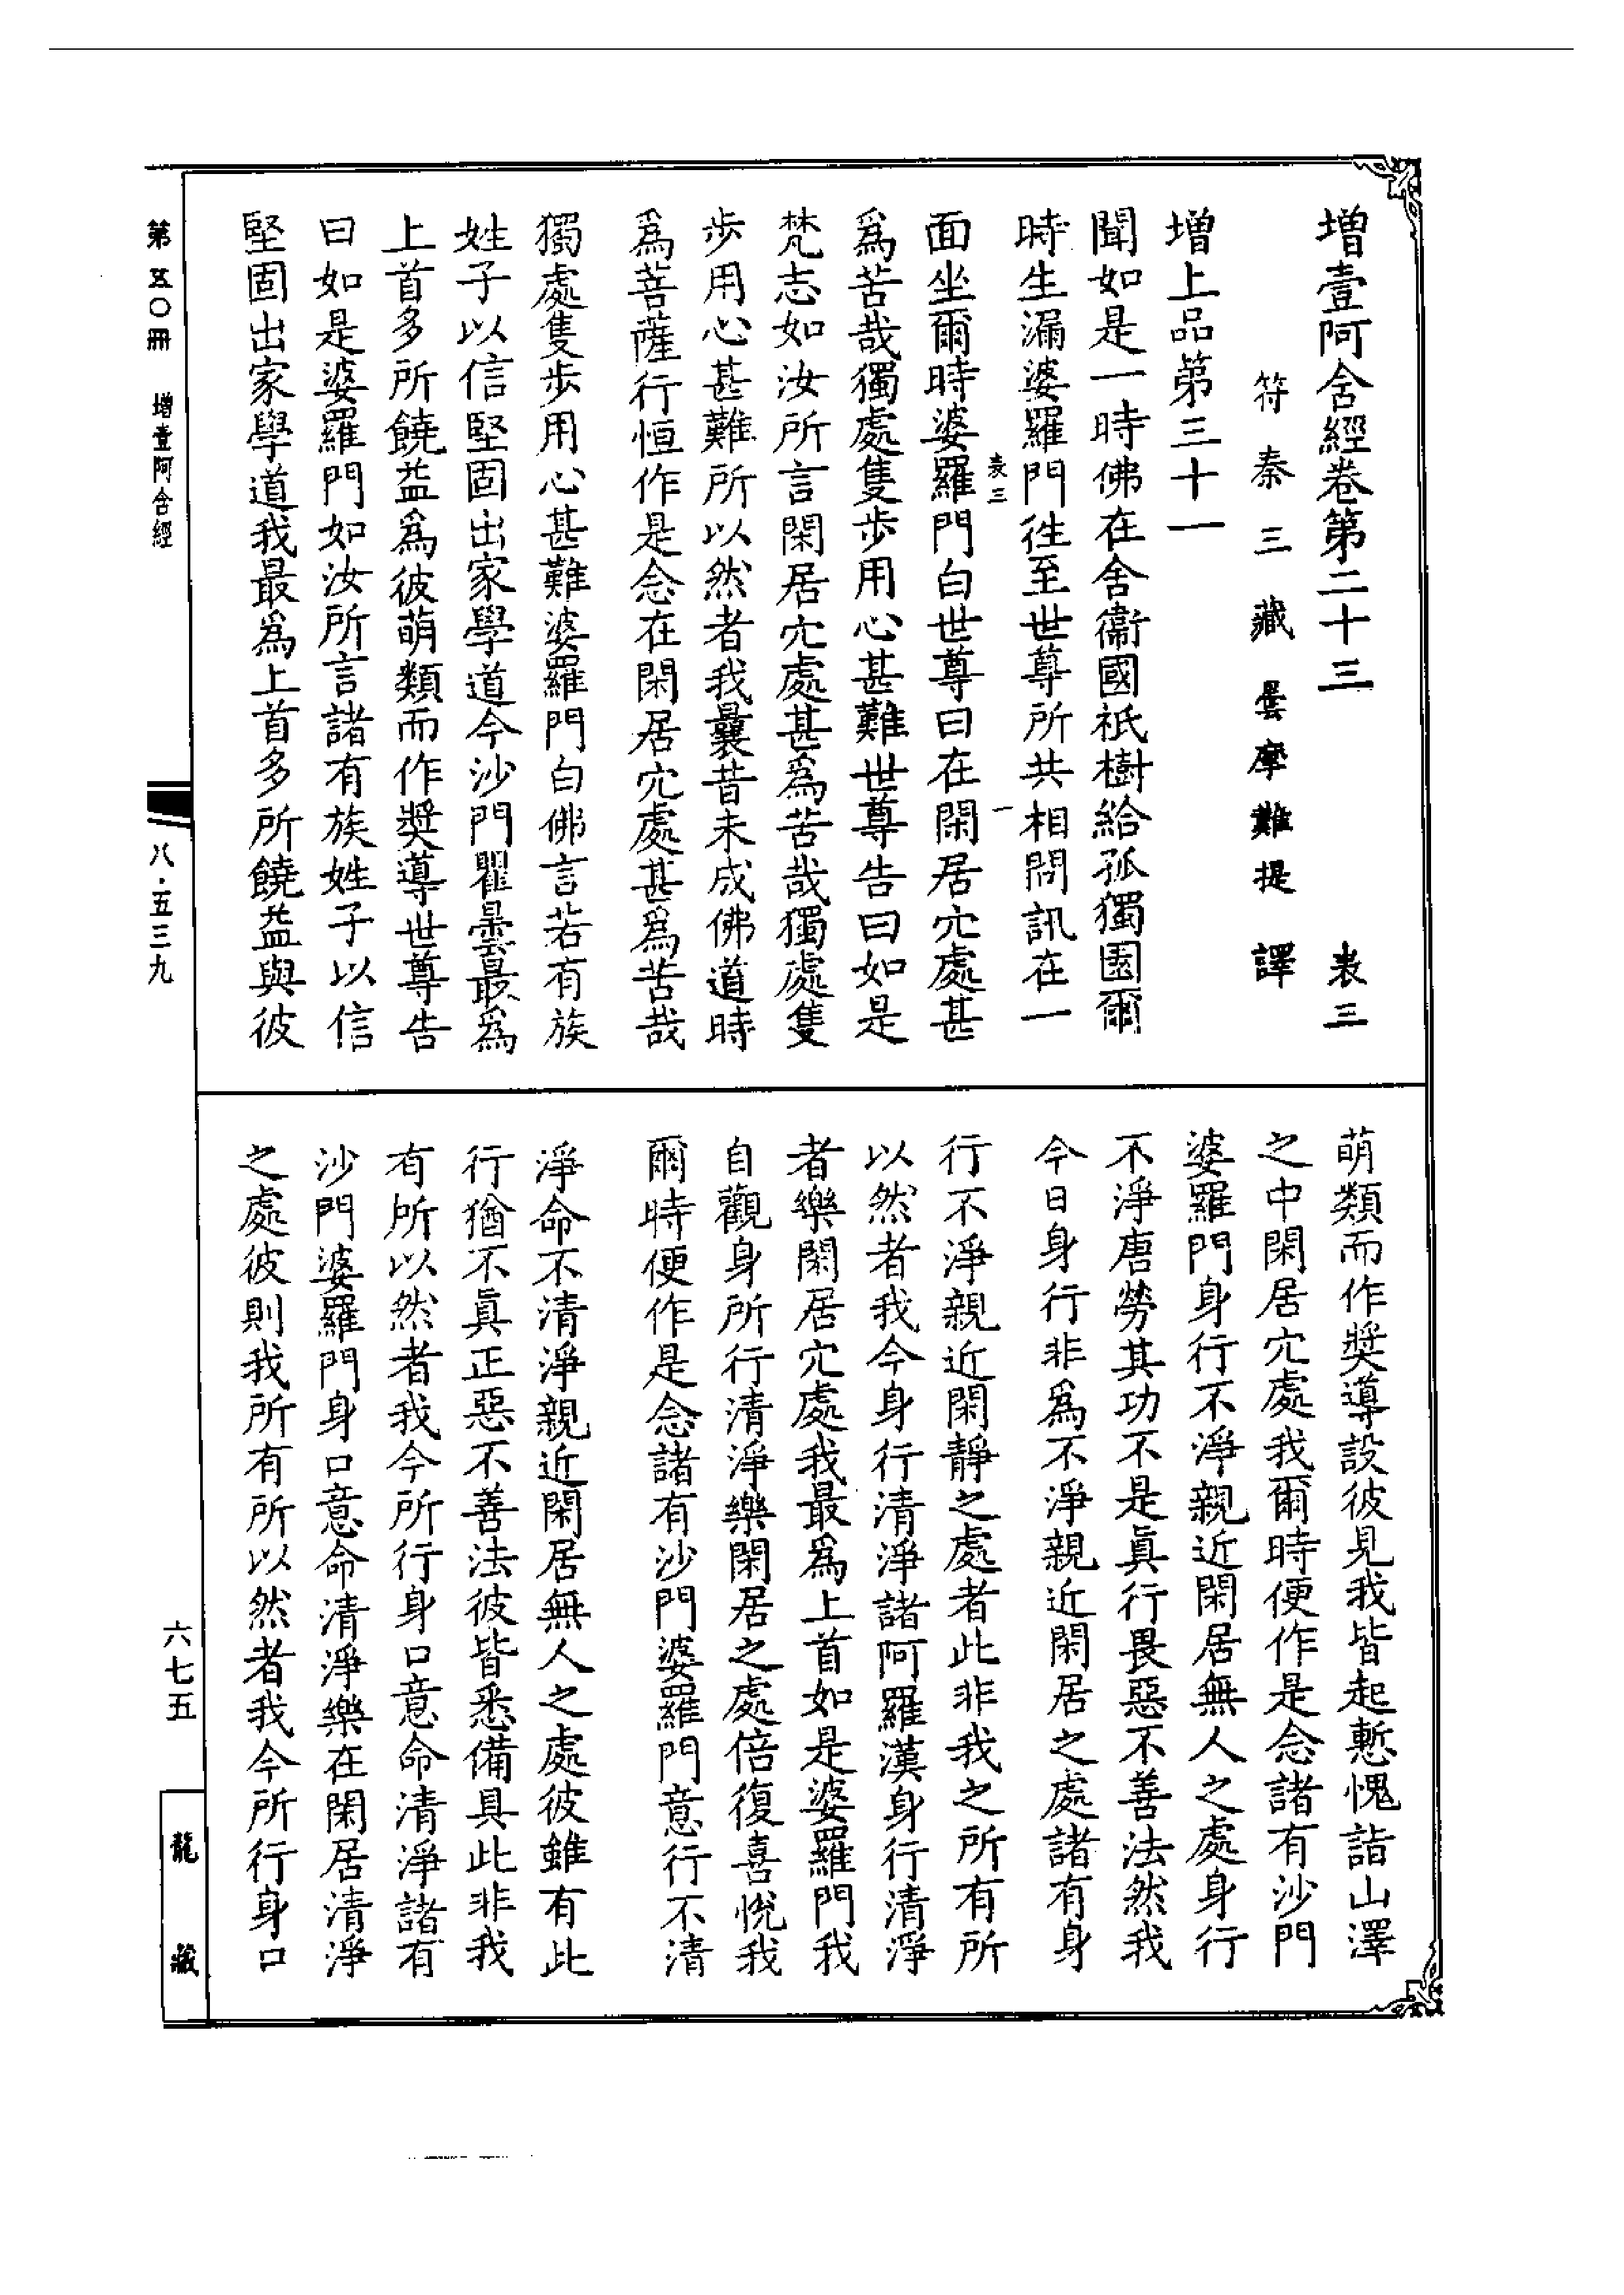 增壹阿含經卷第二十三　　表三
符秦三藏曇摩難提譯
增上品第三十一
聞如是一時佛在舍衞國祇樹給孤獨園爾
時生漏婆羅門徃至世尊所共相問訊在一
表三　一
面坐爾時婆羅門白世尊曰在閑居穴處甚
爲苦哉獨處隻步用心甚難世尊告曰如是
梵志如汝所言閑居穴處甚爲苦哉獨處隻
步用心甚難所以然者我曩昔未成佛道時
爲菩薩行恒作是念在閑居穴處甚爲苦哉
獨處隻步用心甚難婆羅門白佛言若有族
姓子以信堅固出家學道今沙門瞿曇最爲
上首多所饒益爲彼萌類而作獎導世尊告
曰如是婆羅門如汝所言諸有族姓子以信
堅固出家學道我最爲上首多所饒益與彼
萌類而作獎導設彼見我皆起慙愧詣山澤
之中閑居穴處我爾時便作是念諸有沙門
婆羅門身行不淨親近閑居無人之處身行
不淨唐勞其功不是眞行畏惡不善法然我
今日身行非爲不淨親近閑居之處諸有身
行不淨親近閑靜之處者此非我之所有所
以然者我今身行清淨諸阿羅漢身行清淨
者樂閑居穴處我最爲上首如是婆羅門我
自觀身所行清淨樂閑居之處倍復喜悅我
爾時便作是念諸有沙門婆羅門意行不清
淨命不清淨親近閑居無人之處彼雖有此
行猶不眞正惡不善法彼皆悉備具此非我
有所以然者我今所行身口意命清淨諸有
沙門婆羅門身口意命清淨樂在閑居清淨
之處彼則我所有所以然者我今所行身口
第五〇冊　增壹阿含經
八·五三九
六七五
龍藏